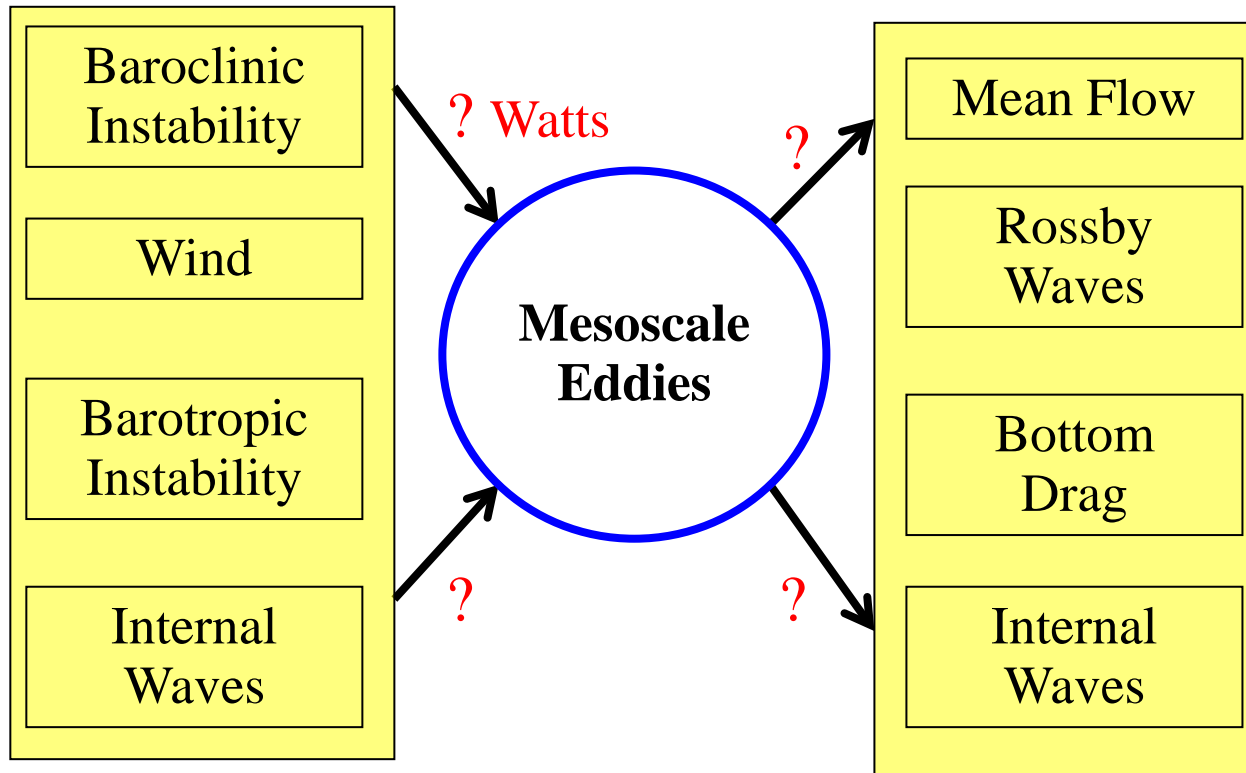 Baroclinic
Instability
Wind
Barotropic
Instability
Internal
Waves
? Watts
?
Mesoscale
Eddies
?
?
Mean Flow
Rossby
Waves
Bottom
Drag
Internal
Waves